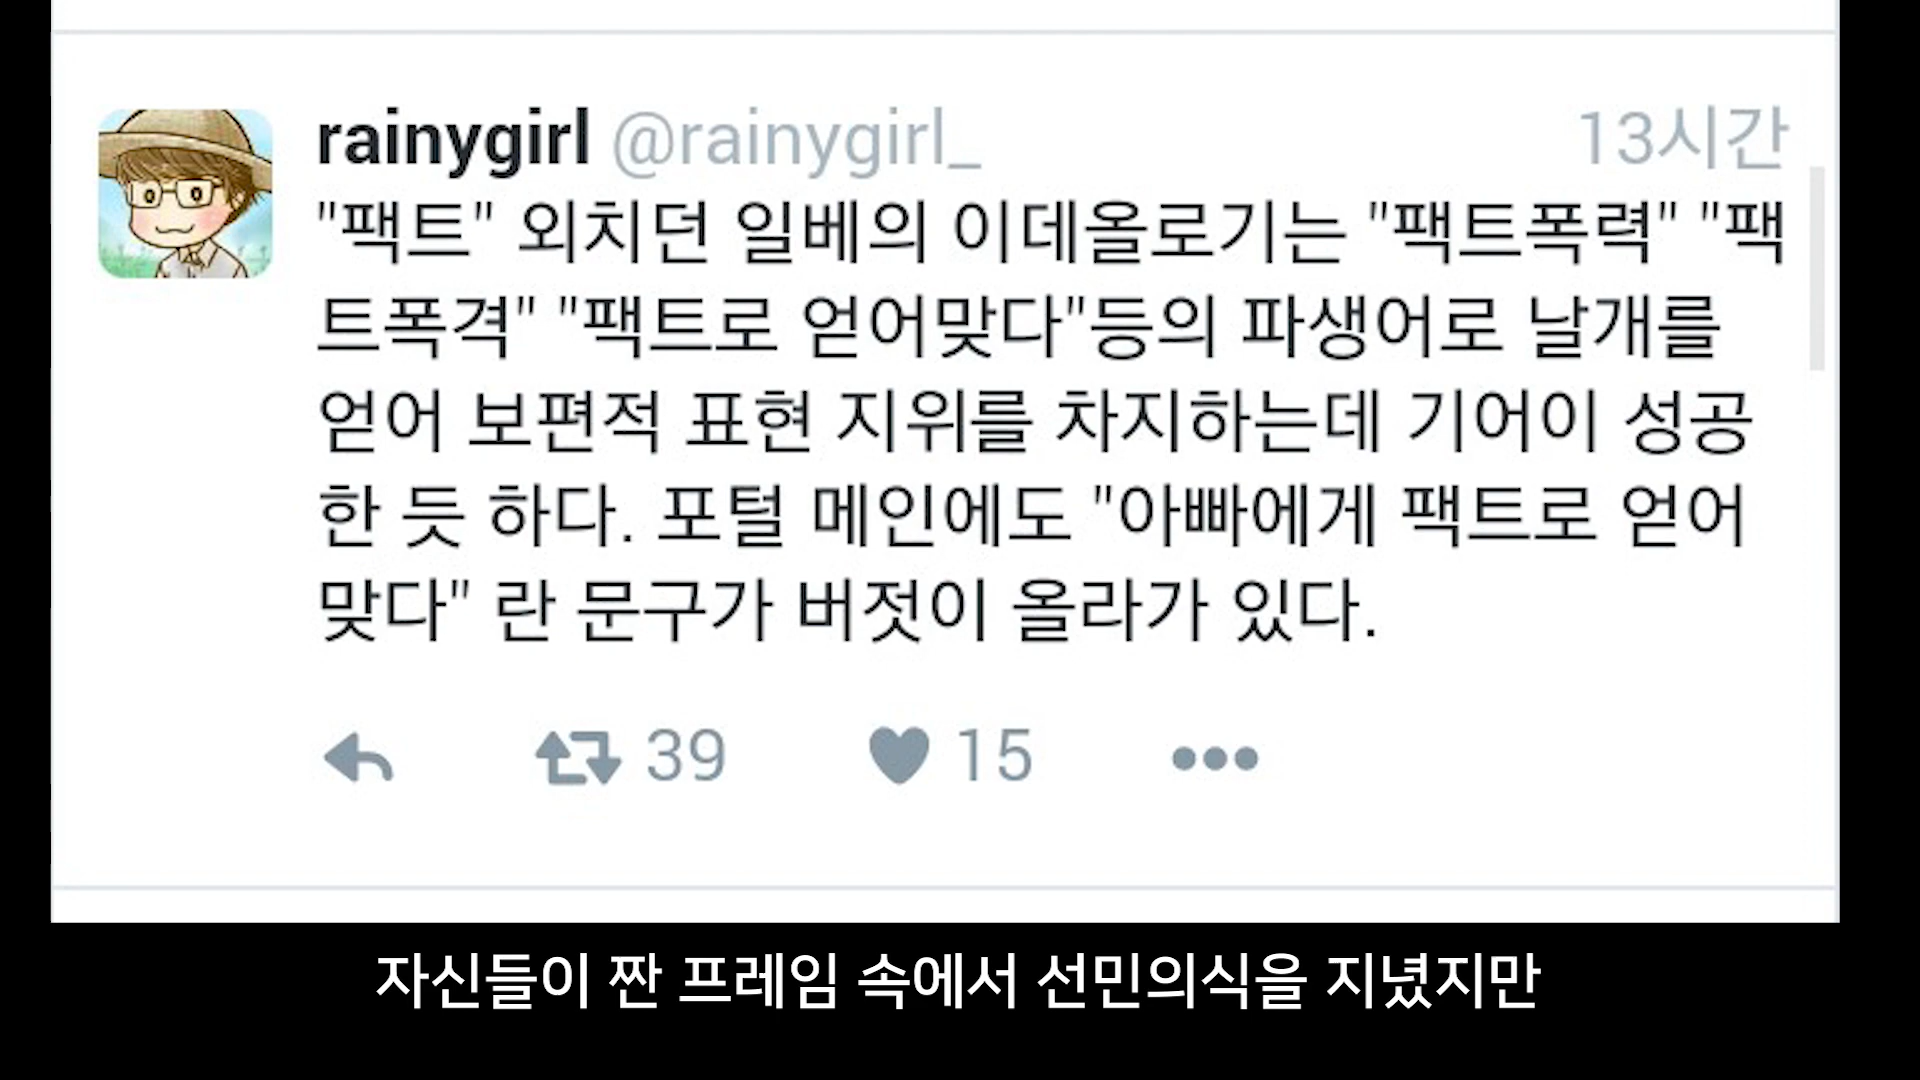 rainygirl @rainygirl_ 13시간
"팩트" 외치던 일베의 이데올로기는 "팩트폭력" "팩
트폭격" "팩트로 얻어맞다"등의 파생어로 날개를
얻어 보편적 표현 지위를 차지하는데 기어이 성공
한 듯 하다. 포털 메인에도 "아빠에게 팩트로 얻어
맞다" 란 문구가 버젓이 올라가 있다.
39 15
자신들이 짠 프레임 속에서 선민의식을 지녔지만